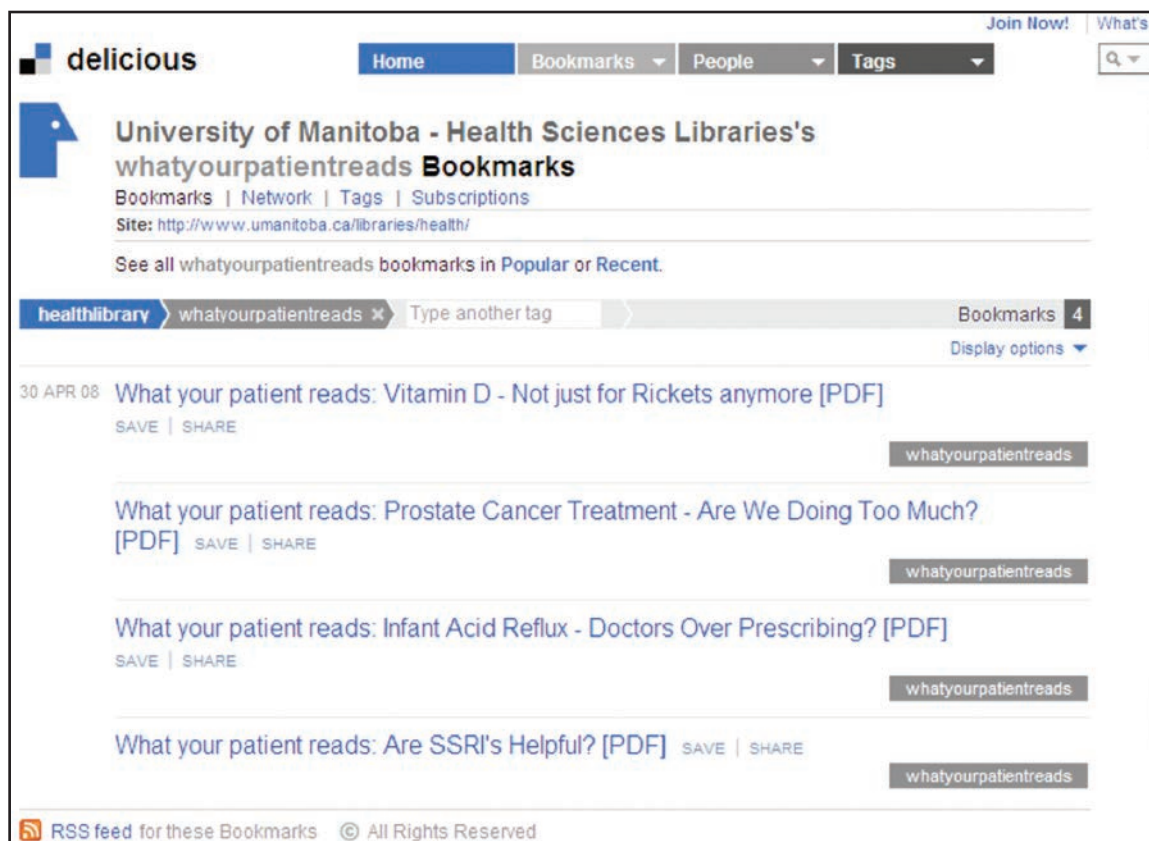 Join Now! What's
delicious Home Bookmarks People Tags
University of Manitoba - Health Sciences Libraries's
whatyourpatientreads Bookmarks
Bookmarks | Network | Tags | Subscriptions
Site: http://www.umanitoba.ca/libraries/health/
See all whatyourpatientreads bookmarks in Popular or Recent.
healthlibrary whatyourpatientreads × Type another tag Bookmarks 4
Display options
30 APR 08 What your patient reads: Vitamin D - Not just for Rickets anymore [PDF]
SAVE | SHARE
whatyourpatientreads
What your patient reads: Prostate Cancer Treatment - Are We Doing Too Much?
[PDF] SAVE | SHARE
whatyourpatientreads
What your patient reads: Infant Acid Reflux - Doctors Over Prescribing? [PDF]
SAVE | SHARE
whatyourpatientreads
What your patient reads: Are SSRI's Helpful? [PDF] SAVE | SHARE
whatyourpatientreads
RSS feed for these Bookmarks © All Rights Reserved